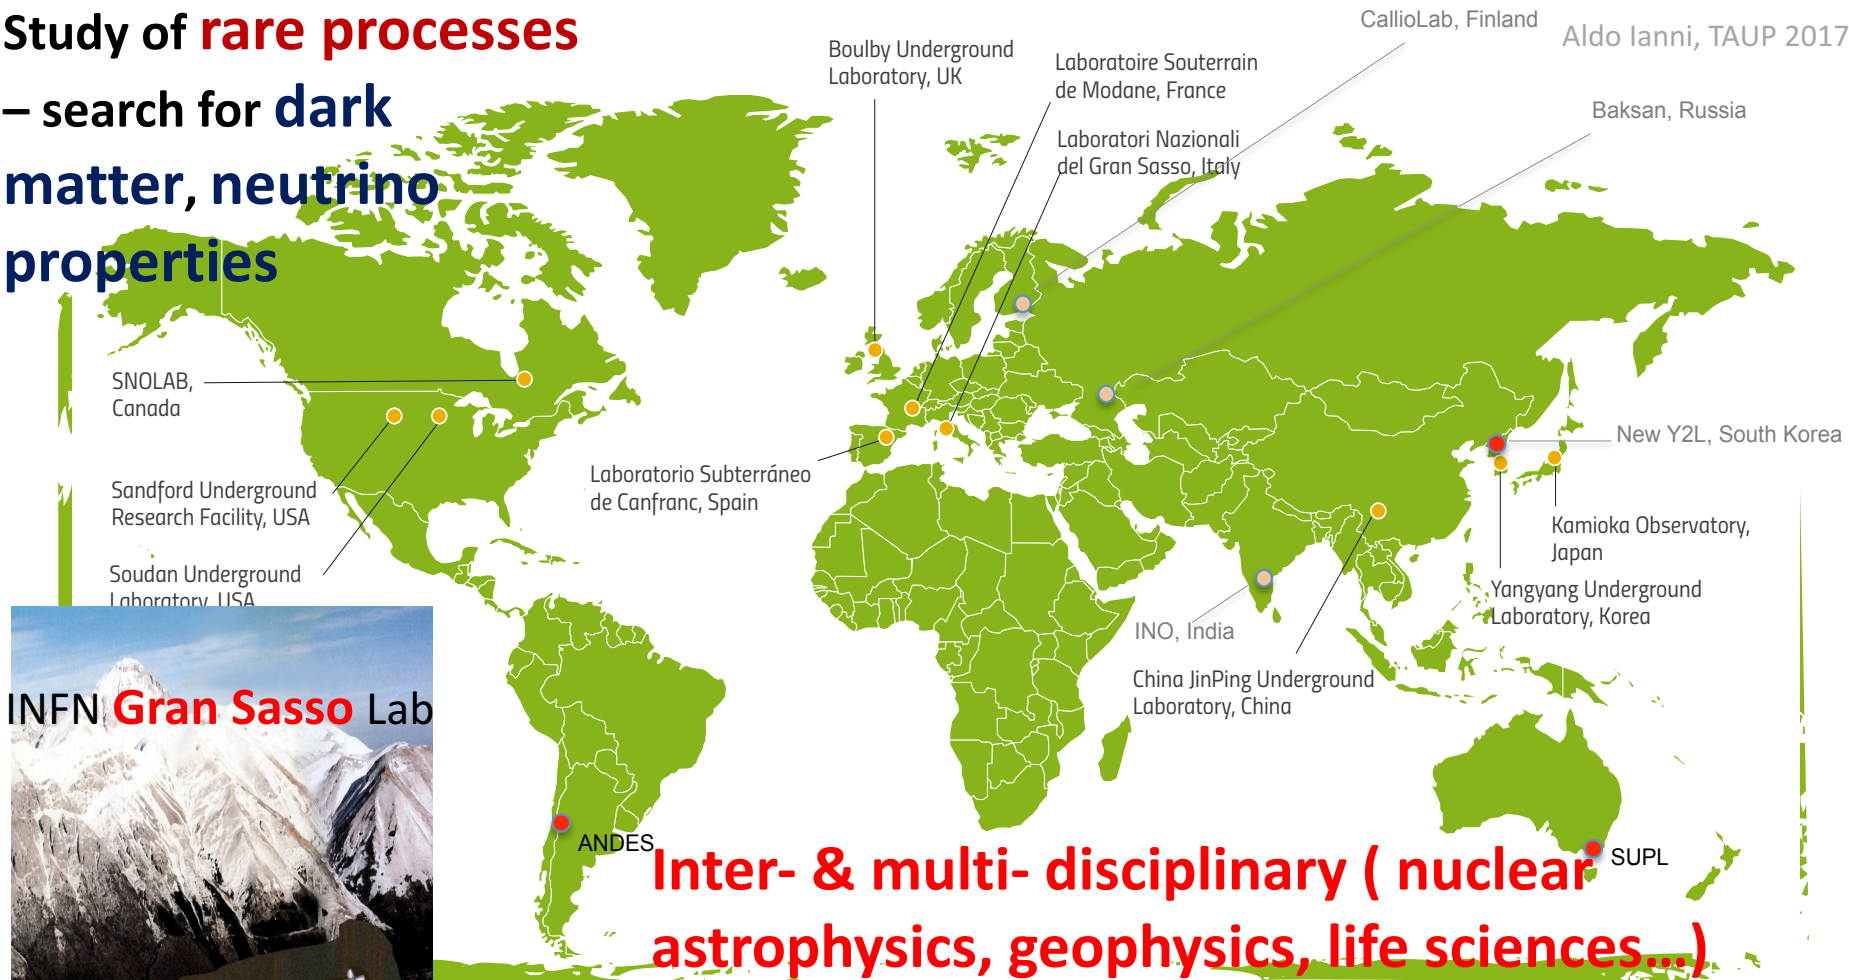 Study of rare processes
– search for dark
matter, neutrino
properties
CallioLab, Finland
Aldo Ianni, TAUP 2017
Boulby Underground
Laboratory, UK
Laboratoire Souterrain
de Modane, France
Baksan, Russia
Laboratori Nazionali
del Gran Sasso, Italy
SNOLAB,
Canada
New Y2L, South Korea
Laboratorio Subterráneo
de Canfranc, Spain
Sandford Underground
Research Facility, USA
Kamioka Observatory,
Japan
Soudan Underground
Laboratory, USA
Yangyang Underground
Laboratory, Korea
INO, India
China JinPing Underground
Laboratory, China
INFN Gran Sasso Lab
ANDES
SUPL
Inter- & multi- disciplinary ( nuclear
astrophysics, geophysics, life sciences...)